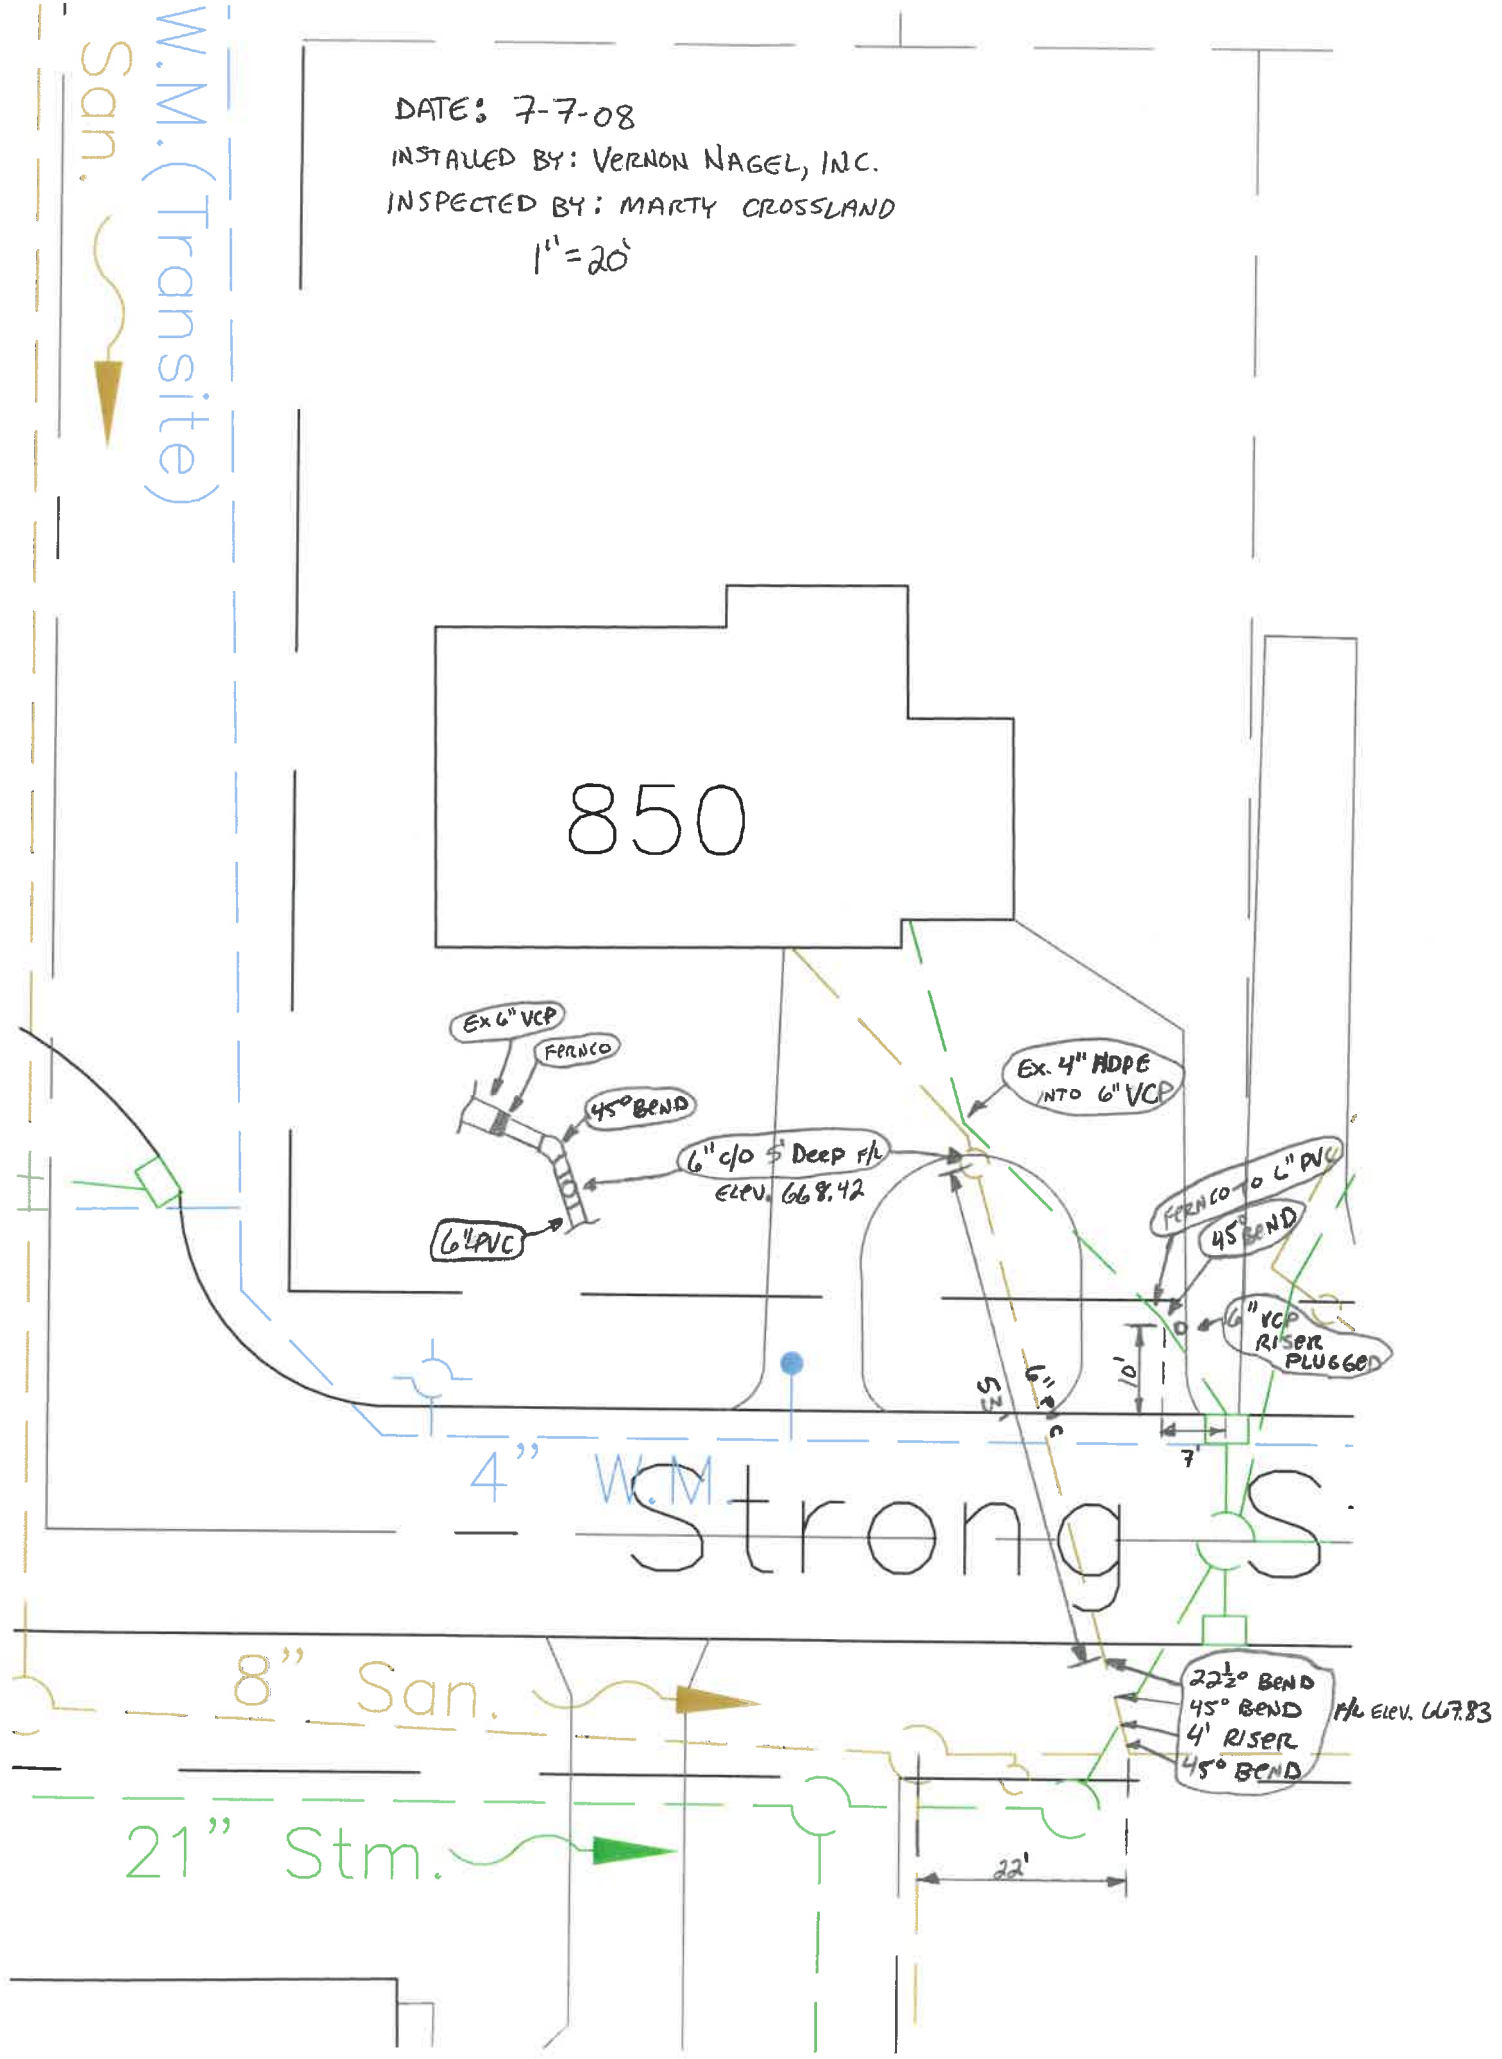 San.
W.M. (Transite)
DATE: 7-7-08
INSTALLED BY: VERNON NAGEL, INC.
INSPECTED BY: MARTY CROSSLAND
1"=20'
850
EX 6" VCP
FERNCO
45° BEND
6" C/O 5' DEEP F/L
ELEV. 668.42
6" PVC
EX. 4" HDPE
INTO 6" VCP
FERNCO TO 6" PVC
45° BEND
6" VCP
RISER
PLUGGED
10'
7'
53'
6" P C
4" W.M.
Strong S
8" San.
22½° BEND
45° BEND
4' RISER
45° BEND
F/L ELEV. 667.83
21" Stm.
22'